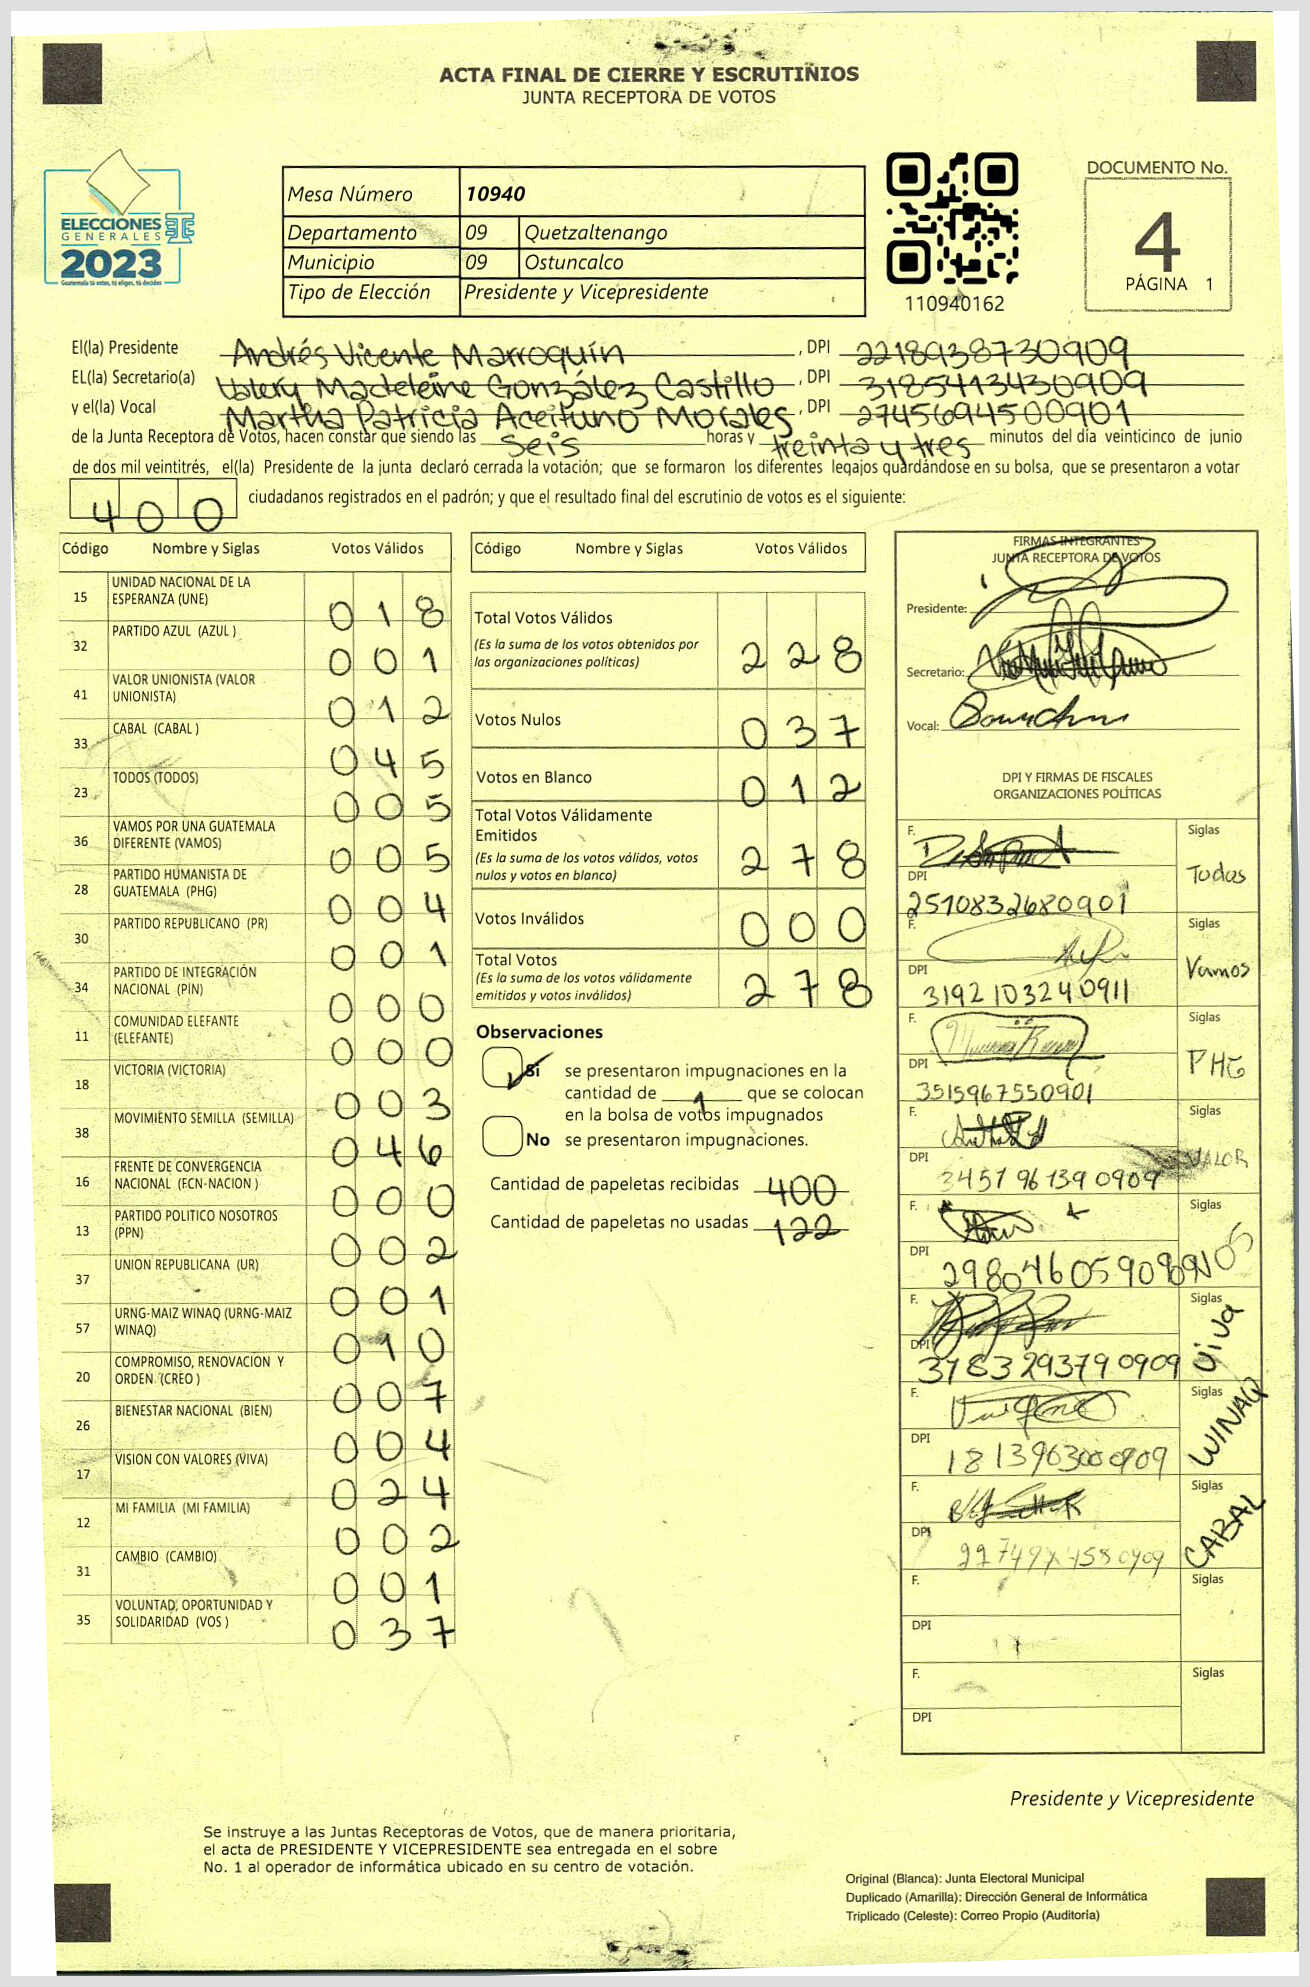 ACTA FINAL DE CIERRE Y ESCRUTINIOS
JUNTA RECEPTORA DE VOTOS
ELECCIONES
GENERALES
2023
Guatemala tú votas, tú eliges, tú decides
Mesa Número 10940
Departamento 09 Quetzaltenango
Municipio 09 Ostuncalco
Tipo de Elección Presidente y Vicepresidente
110940162
DOCUMENTO No.
4
PÁGINA 1
El(la) Presidente Andrés Vicente Marroquín, DPI 2218938730909
EL(la) Secretario(a) Valery Madeleine González Castillo, DPI 3185413430909
y el(la) Vocal Martha Patricia Aceituno Morales, DPI 2745694500901
de la Junta Receptora de Votos, hacen constar que siendo las seis horas y treinta y tres minutos del día veinticinco de junio
de dos mil veintitrés, el(la) Presidente de la junta declaró cerrada la votación; que se formaron los diferentes legajos guardándose en su bolsa, que se presentaron a votar
400 ciudadanos registrados en el padrón; y que el resultado final del escrutinio de votos es el siguiente:
Código Nombre y Siglas Votos Válidos
15 UNIDAD NACIONAL DE LA ESPERANZA (UNE) 018
32 PARTIDO AZUL (AZUL ) 001
41 VALOR UNIONISTA (VALOR UNIONISTA) 012
33 CABAL (CABAL ) 045
23 TODOS (TODOS) 005
36 VAMOS POR UNA GUATEMALA DIFERENTE (VAMOS) 005
28 PARTIDO HUMANISTA DE GUATEMALA (PHG) 004
30 PARTIDO REPUBLICANO (PR) 001
34 PARTIDO DE INTEGRACIÓN NACIONAL (PIN) 000
11 COMUNIDAD ELEFANTE (ELEFANTE) 000
18 VICTORIA (VICTORIA) 003
38 MOVIMIENTO SEMILLA (SEMILLA) 046
16 FRENTE DE CONVERGENCIA NACIONAL (FCN-NACION ) 000
13 PARTIDO POLITICO NOSOTROS (PPN) 002
37 UNION REPUBLICANA (UR) 001
57 URNG-MAIZ WINAQ (URNG-MAIZ WINAQ) 010
20 COMPROMISO, RENOVACIÓN Y ORDEN (CREO ) 007
26 BIENESTAR NACIONAL (BIEN) 004
17 VISION CON VALORES (VIVA) 024
12 MI FAMILIA (MI FAMILIA) 002
31 CAMBIO (CAMBIO) 001
35 VOLUNTAD, OPORTUNIDAD Y SOLIDARIDAD (VOS ) 037
Código Nombre y Siglas Votos Válidos
Total Votos Válidos
(Es la suma de los votos obtenidos por las organizaciones políticas) 228
Votos Nulos 037
Votos en Blanco 012
Total Votos Válidamente Emitidos
(Es la suma de los votos válidos, votos nulos y votos en blanco) 278
Votos Inválidos 000
Total Votos
(Es la suma de los votos válidamente emitidos y votos inválidos) 278
Observaciones
Si se presentaron impugnaciones en la
cantidad de 1 que se colocan
en la bolsa de votos impugnados
No se presentaron impugnaciones.
Cantidad de papeletas recibidas 400
Cantidad de papeletas no usadas 122
FIRMAS INTEGRANTES
JUNTA RECEPTORA DE VOTOS
Presidente:
Secretario:
Vocal:
DPI Y FIRMAS DE FISCALES
ORGANIZACIONES POLÍTICAS
F. Siglas Todos
DPI 2510832680901
F. Siglas Vamos
DPI 3192103240911
F. Siglas PHG
DPI 3515967550901
F. Siglas VALOR
DPI 3457961390909
F. Siglas VOS
DPI
F. Siglas Viva
DPI 3783293790909
F. Siglas WINAQ
DPI 1813963000909
F. Siglas CABAL
DPI
F. Siglas
DPI
F. Siglas
DPI
Presidente y Vicepresidente
Se instruye a las Juntas Receptoras de Votos, que de manera prioritaria,
el acta de PRESIDENTE Y VICEPRESIDENTE sea entregada en el sobre
No. 1 al operador de informática ubicado en su centro de votación.
Original (Blanca): Junta Electoral Municipal
Duplicado (Amarilla): Dirección General de Informática
Triplicado (Celeste): Correo Propio (Auditoría)